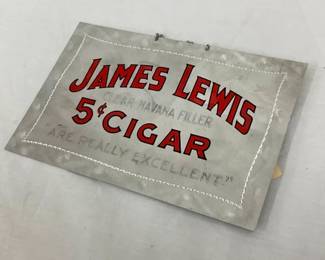 JAMES LEWIS
CLEAR HAVANA FILLER
5¢ CIGAR
ARE REALLY EXCELLENT